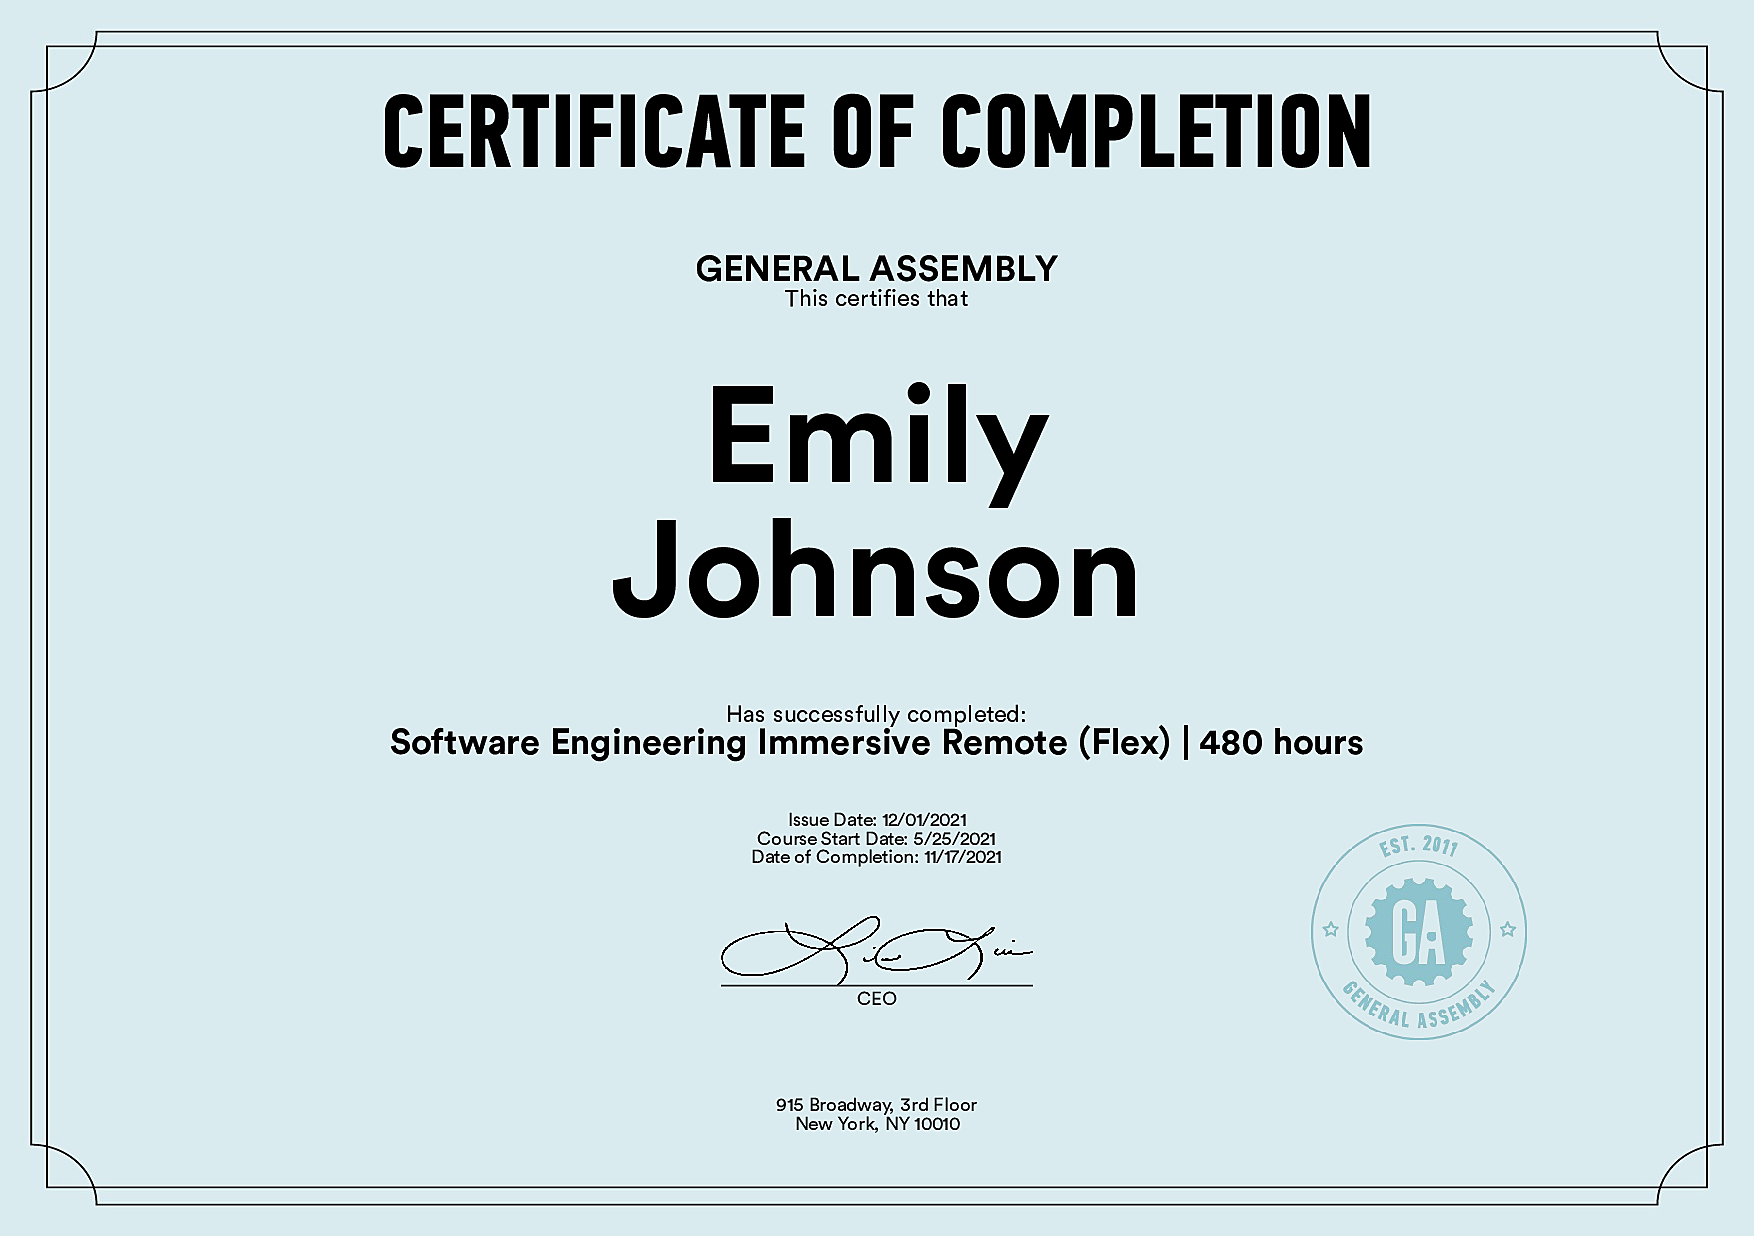 CERTIFICATE OF COMPLETION
GENERAL ASSEMBLY
This certifies that
Emily
Johnson
Has successfully completed:
Software Engineering Immersive Remote (Flex) | 480 hours
Issue Date: 12/01/2021
Course Start Date: 5/25/2021
Date of Completion: 11/17/2021
CEO
EST. 2011
GA
GENERAL ASSEMBLY
915 Broadway, 3rd Floor
New York, NY 10010